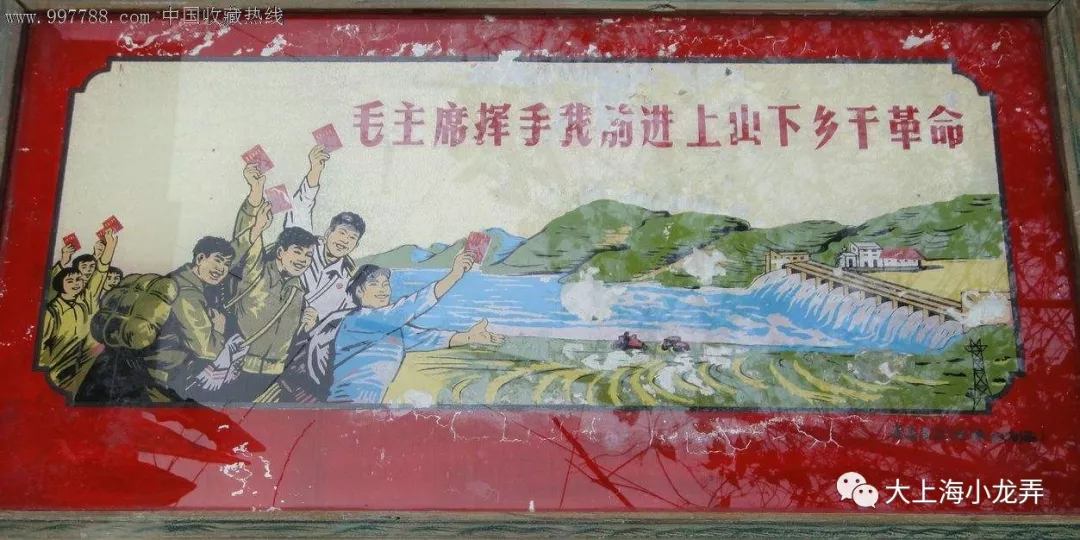 www.997788.com 中国收藏热线
毛主席挥手我前进上山下乡干革命
大上海小龙弄